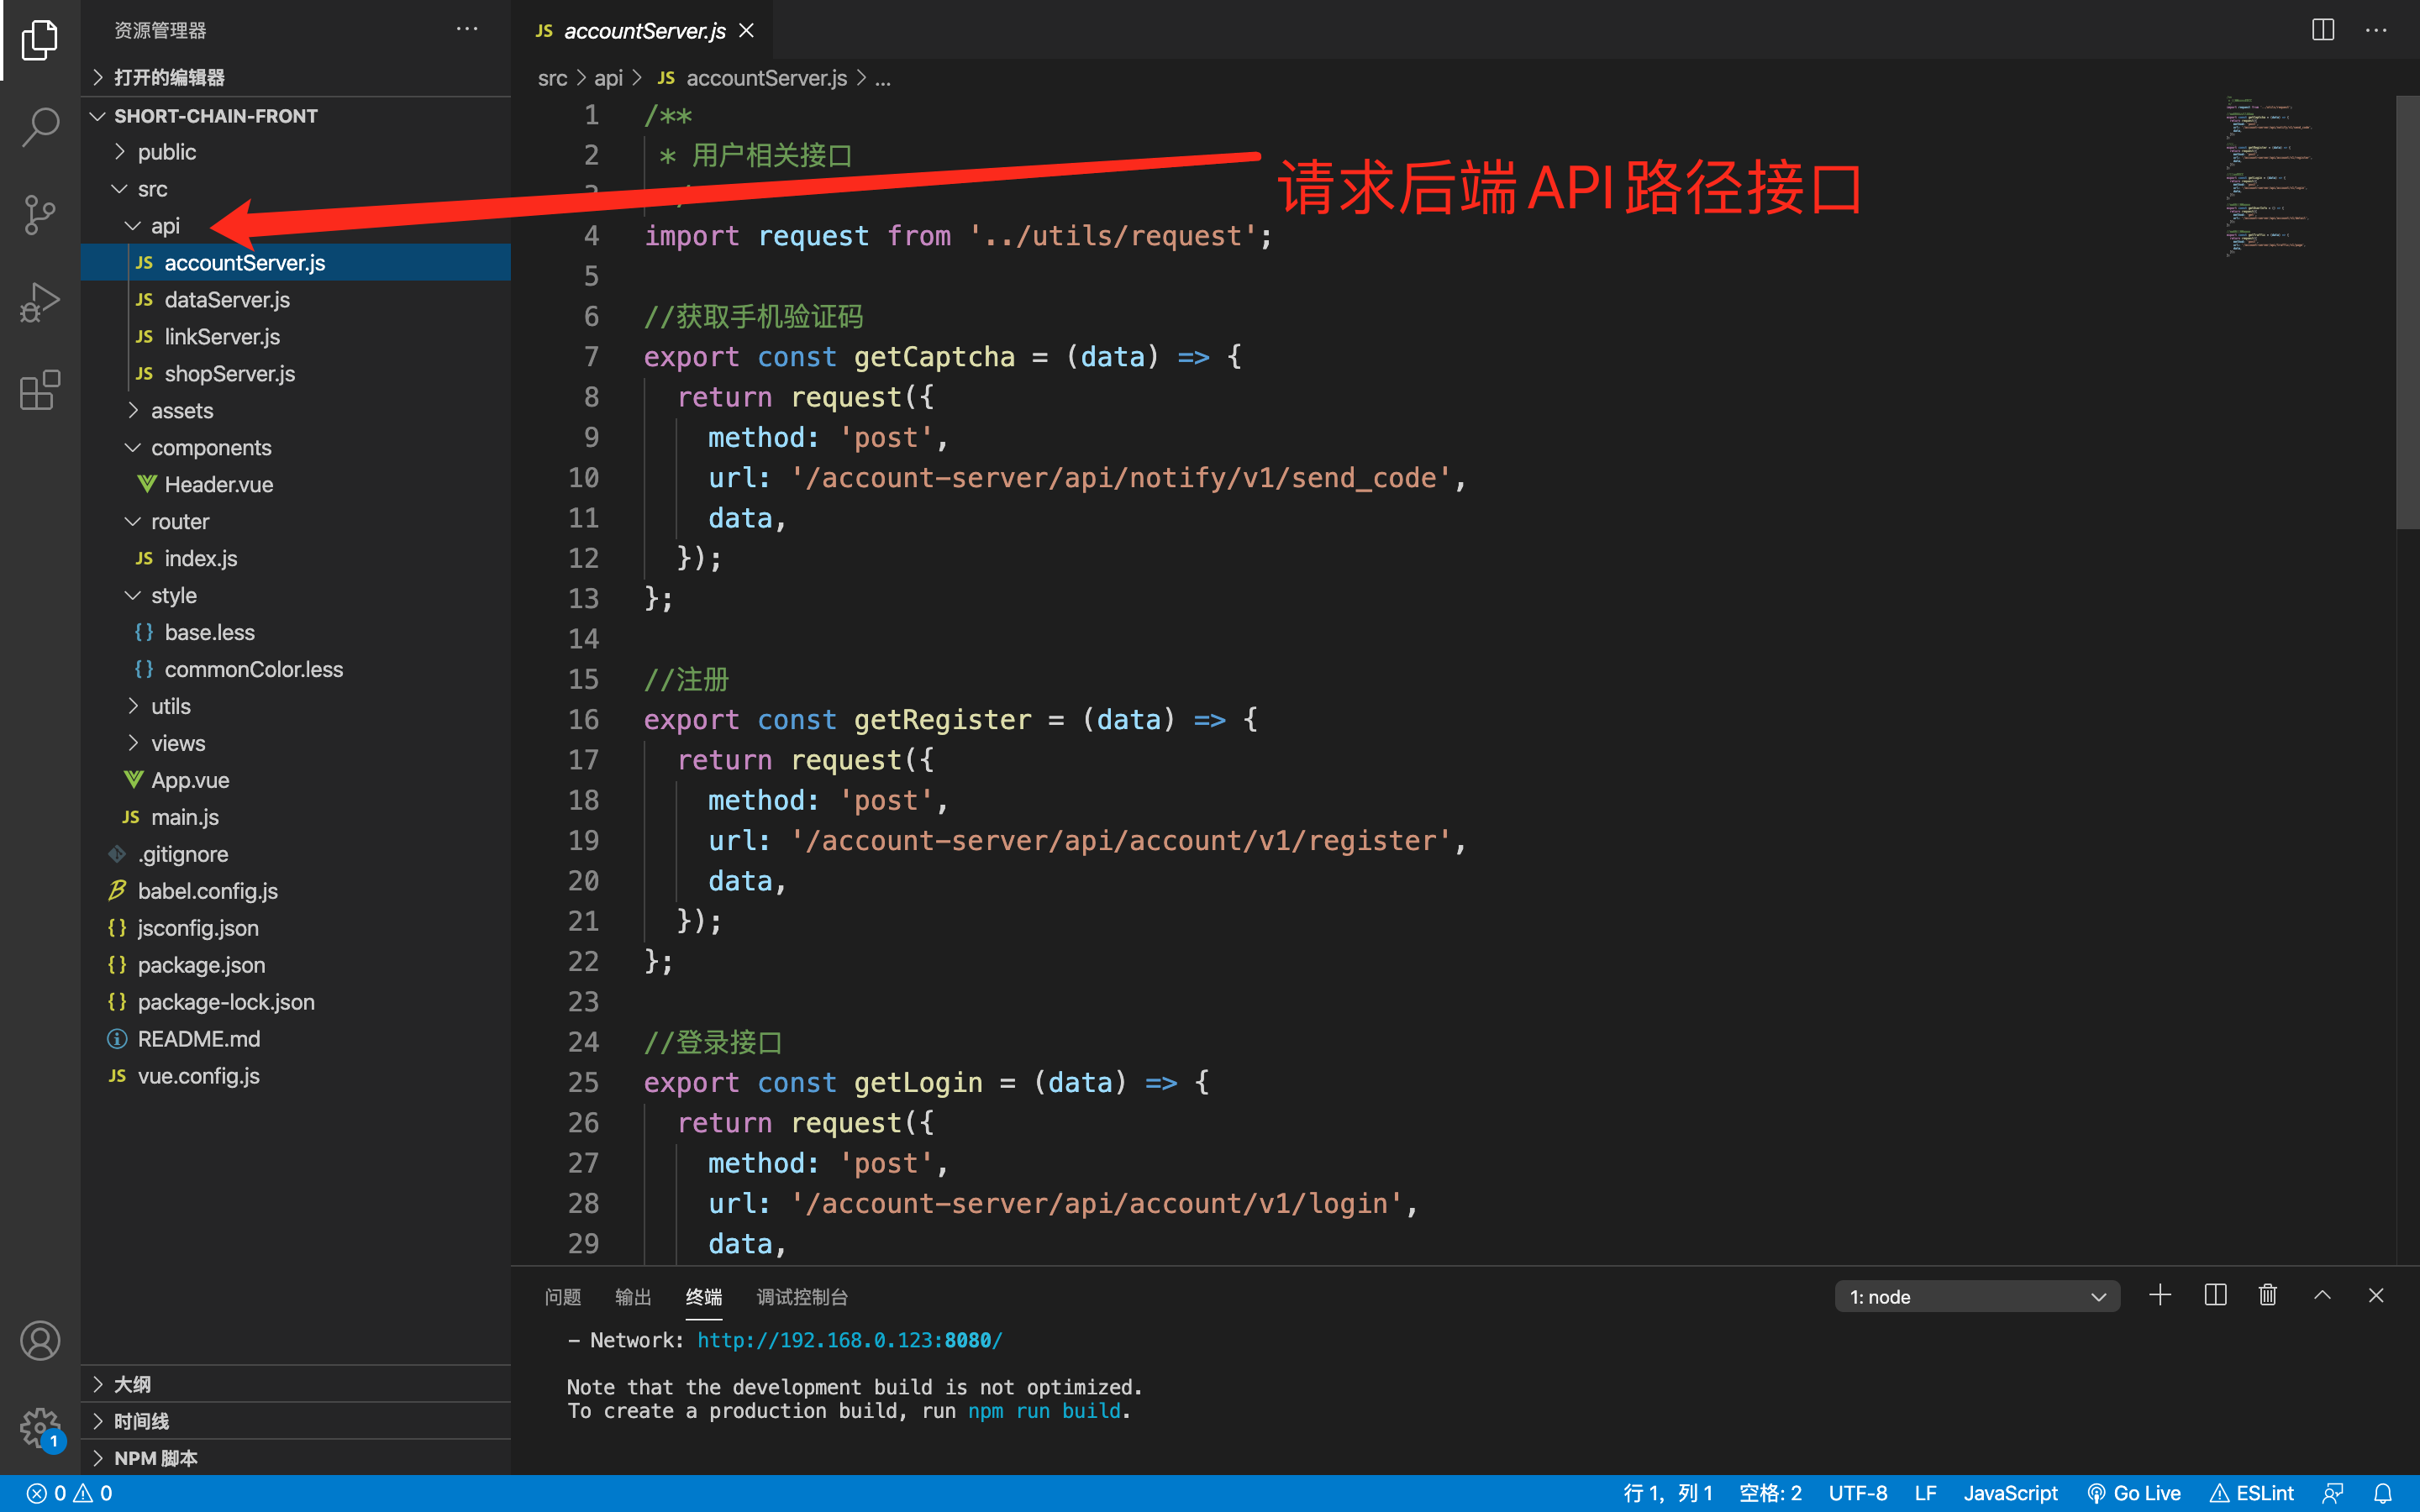 资源管理器
打开的编辑器
SHORT-CHAIN-FRONT
public
src
api
JS accountServer.js
JS dataServer.js
JS linkServer.js
JS shopServer.js
assets
components
Header.vue
router
JS index.js
style
{} base.less
{} commonColor.less
utils
views
App.vue
JS main.js
.gitignore
babel.config.js
{} jsconfig.json
{} package.json
{} package-lock.json
README.md
JS vue.config.js
大纲
时间线
NPM 脚本
1
JS accountServer.js
src > api > JS accountServer.js > ...
请求后端 API 路径接口
1 /**
2 * 用户相关接口
3 */
4 import request from '../utils/request';
5
6 //获取手机验证码
7 export const getCaptcha = (data) => {
8 return request({
9 method: 'post',
10 url: '/account-server/api/notify/v1/send_code',
11 data,
12 });
13 };
14
15 //注册
16 export const getRegister = (data) => {
17 return request({
18 method: 'post',
19 url: '/account-server/api/account/v1/register',
20 data,
21 });
22 };
23
24 //登录接口
25 export const getLogin = (data) => {
26 return request({
27 method: 'post',
28 url: '/account-server/api/account/v1/login',
29 data,
问题 输出 终端 调试控制台 1: node
- Network: http://192.168.0.123:8080/
Note that the development build is not optimized.
To create a production build, run npm run build.
0 0 行 1，列 1 空格: 2 UTF-8 LF JavaScript Go Live ESLint